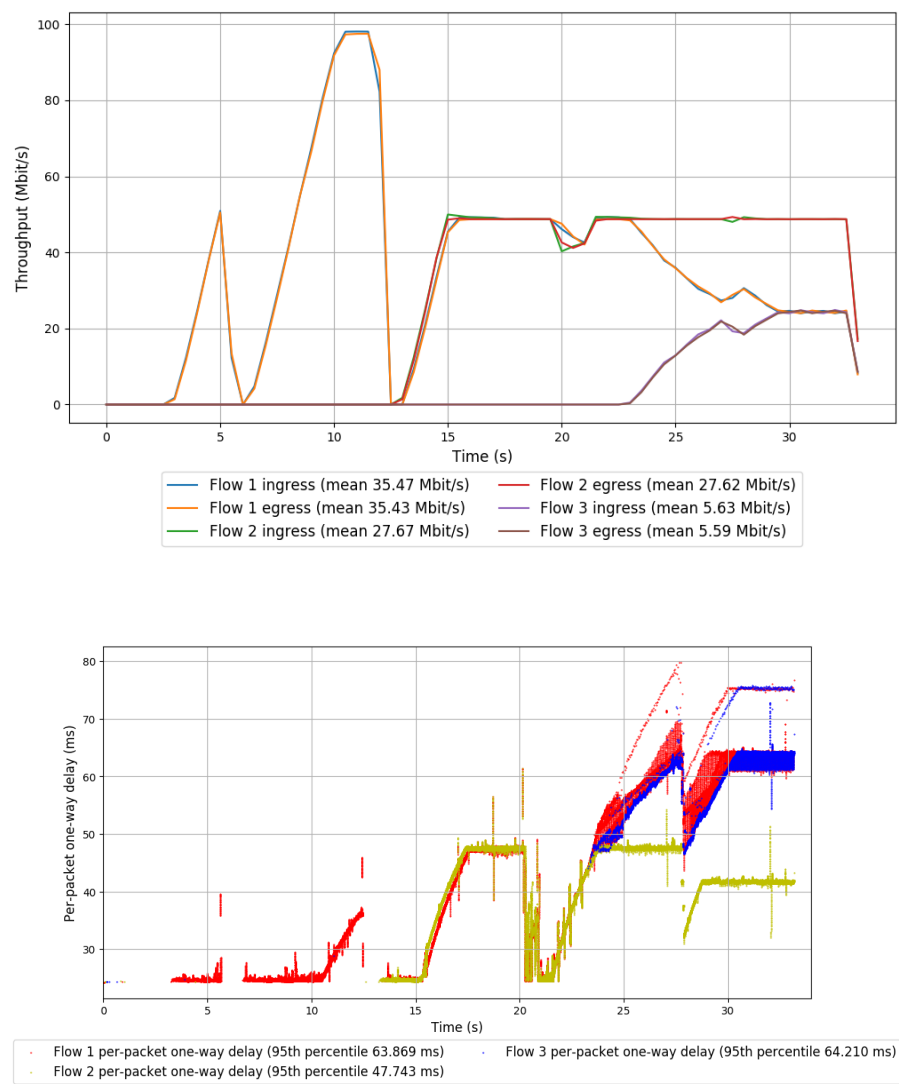 100
80
60
40
20
0
Throughput (Mbit/s)
0 5 10 15 20 25 30
Time (s)
Flow 1 ingress (mean 35.47 Mbit/s)
Flow 2 egress (mean 27.62 Mbit/s)
Flow 1 egress (mean 35.43 Mbit/s)
Flow 3 ingress (mean 5.63 Mbit/s)
Flow 2 ingress (mean 27.67 Mbit/s)
Flow 3 egress (mean 5.59 Mbit/s)
80
70
60
50
40
30
Per-packet one-way delay (ms)
0 5 10 15 20 25 30
Time (s)
Flow 1 per-packet one-way delay (95th percentile 63.869 ms)
Flow 3 per-packet one-way delay (95th percentile 64.210 ms)
Flow 2 per-packet one-way delay (95th percentile 47.743 ms)